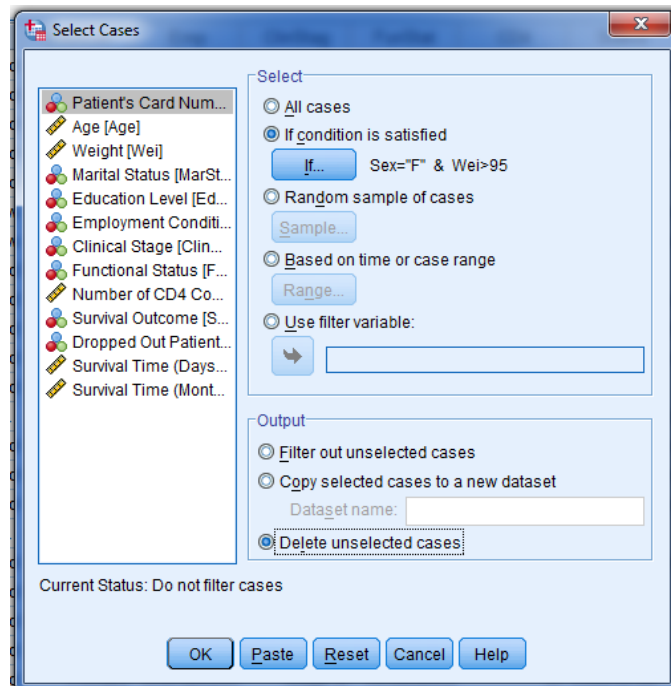 Select Cases
Patient's Card Num...
Age [Age]
Weight [Wei]
Marital Status [MarSt...
Education Level [Ed...
Employment Conditi...
Clinical Stage [Clin...
Functional Status [F...
Number of CD4 Co...
Survival Outcome [S...
Dropped Out Patient...
Survival Time (Days...
Survival Time (Mont...
Select
All cases
If condition is satisfied
If... Sex="F" & Wei>95
Random sample of cases
Sample...
Based on time or case range
Range...
Use filter variable:
Output
Filter out unselected cases
Copy selected cases to a new dataset
Dataset name:
Delete unselected cases
Current Status: Do not filter cases
OK Paste Reset Cancel Help